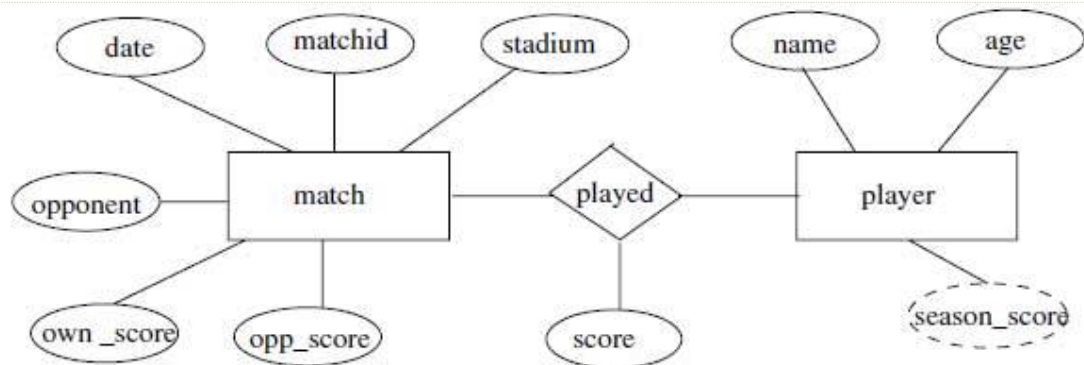 date
matchid
stadium
name
age
opponent
match
played
player
own _score
opp_score
score
season_score